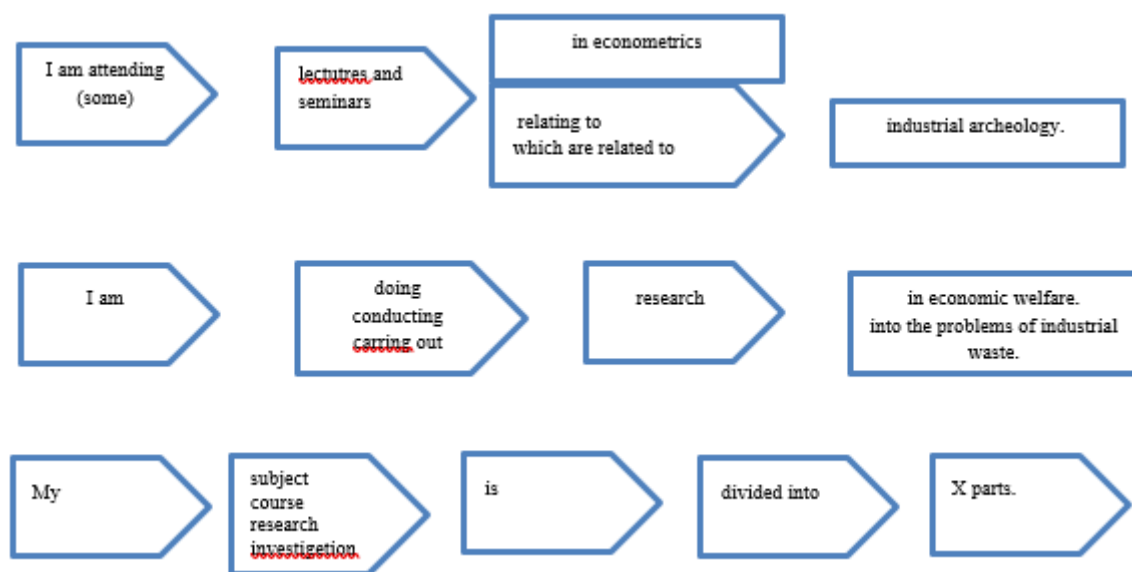 I am attending
(some)
lectutres and
seminars
in econometrics
relating to
which are related to
industrial archeology.
I am
doing
conducting
carring out
research
in economic welfare.
into the problems of industrial
waste.
My
subject
course
research
investigetion
is
divided into
X parts.